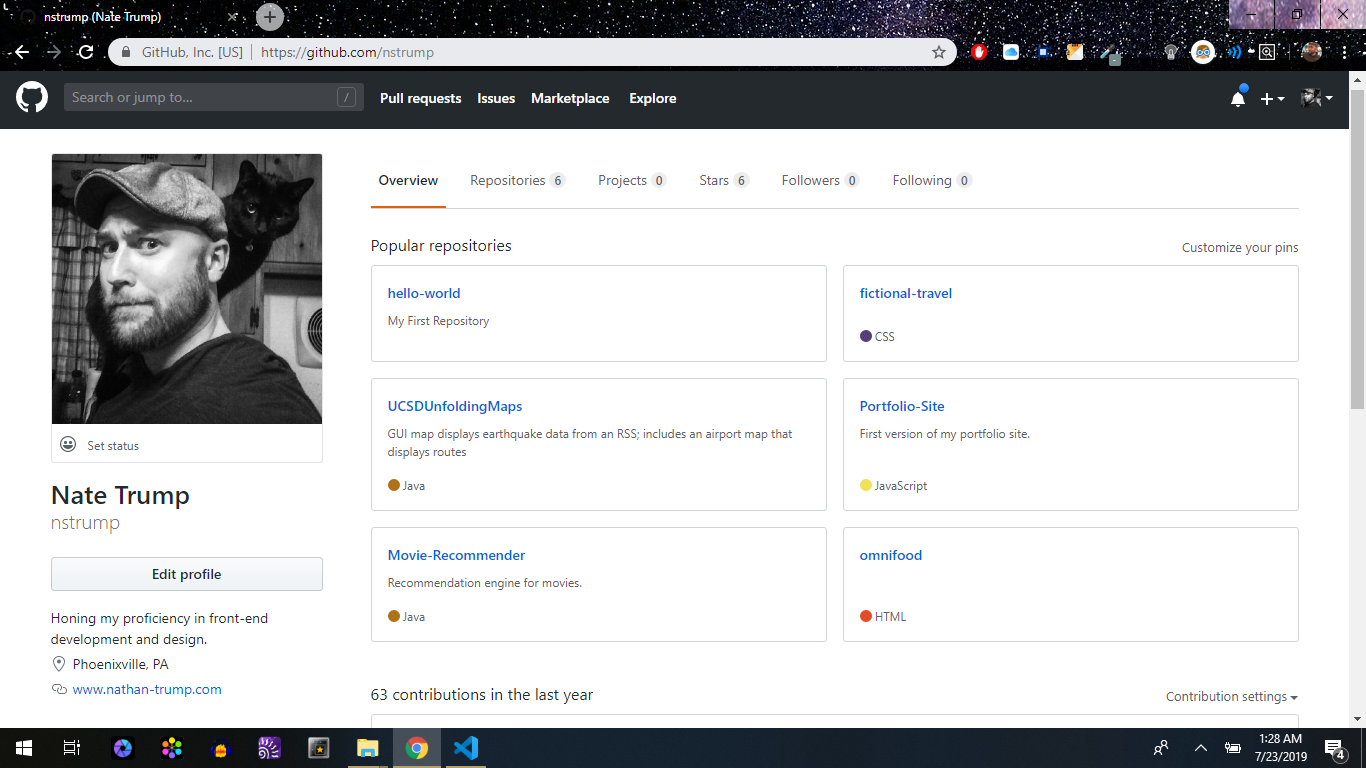 nstrump (Nate Trump)
GitHub, Inc. [US] | https://github.com/nstrump
Search or jump to... /
Pull requests Issues Marketplace Explore
Overview Repositories 6 Projects 0 Stars 6 Followers 0 Following 0
Popular repositories Customize your pins
hello-world
My First Repository
fictional-travel
CSS
UCSDUnfoldingMaps
GUI map displays earthquake data from an RSS; includes an airport map that
displays routes
Java
Portfolio-Site
First version of my portfolio site.
JavaScript
Movie-Recommender
Recommendation engine for movies.
Java
omnifood
HTML
63 contributions in the last year Contribution settings
Set status
Nate Trump
nstrump
Edit profile
Honing my proficiency in front-end
development and design.
Phoenixville, PA
www.nathan-trump.com
1:28 AM
7/23/2019
4